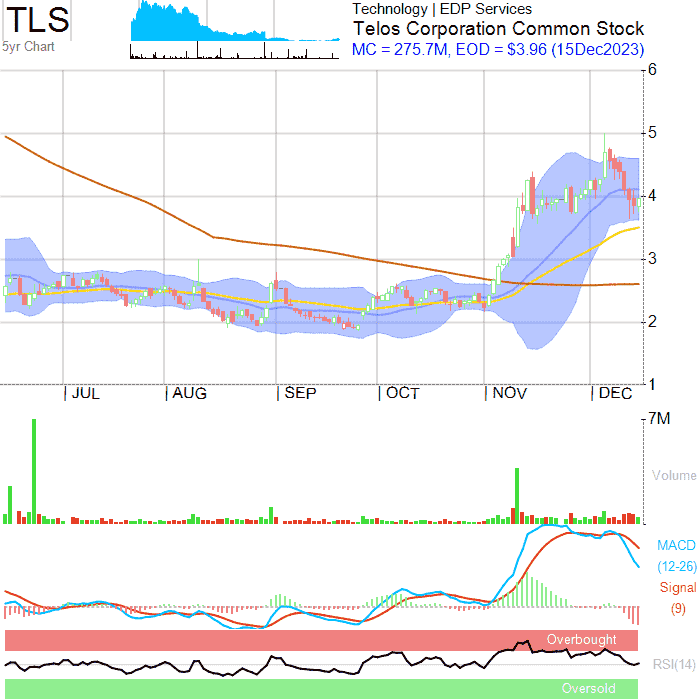 TLS
5yr Chart
Technology | EDP Services
Telos Corporation Common Stock
MC = 275.7M, EOD = $3.96 (15Dec2023)
6
5
4
3
2
1
JUL AUG SEP OCT NOV DEC
7M
Volume
MACD
(12-26)
Signal
(9)
Overbought
RSI(14)
Oversold